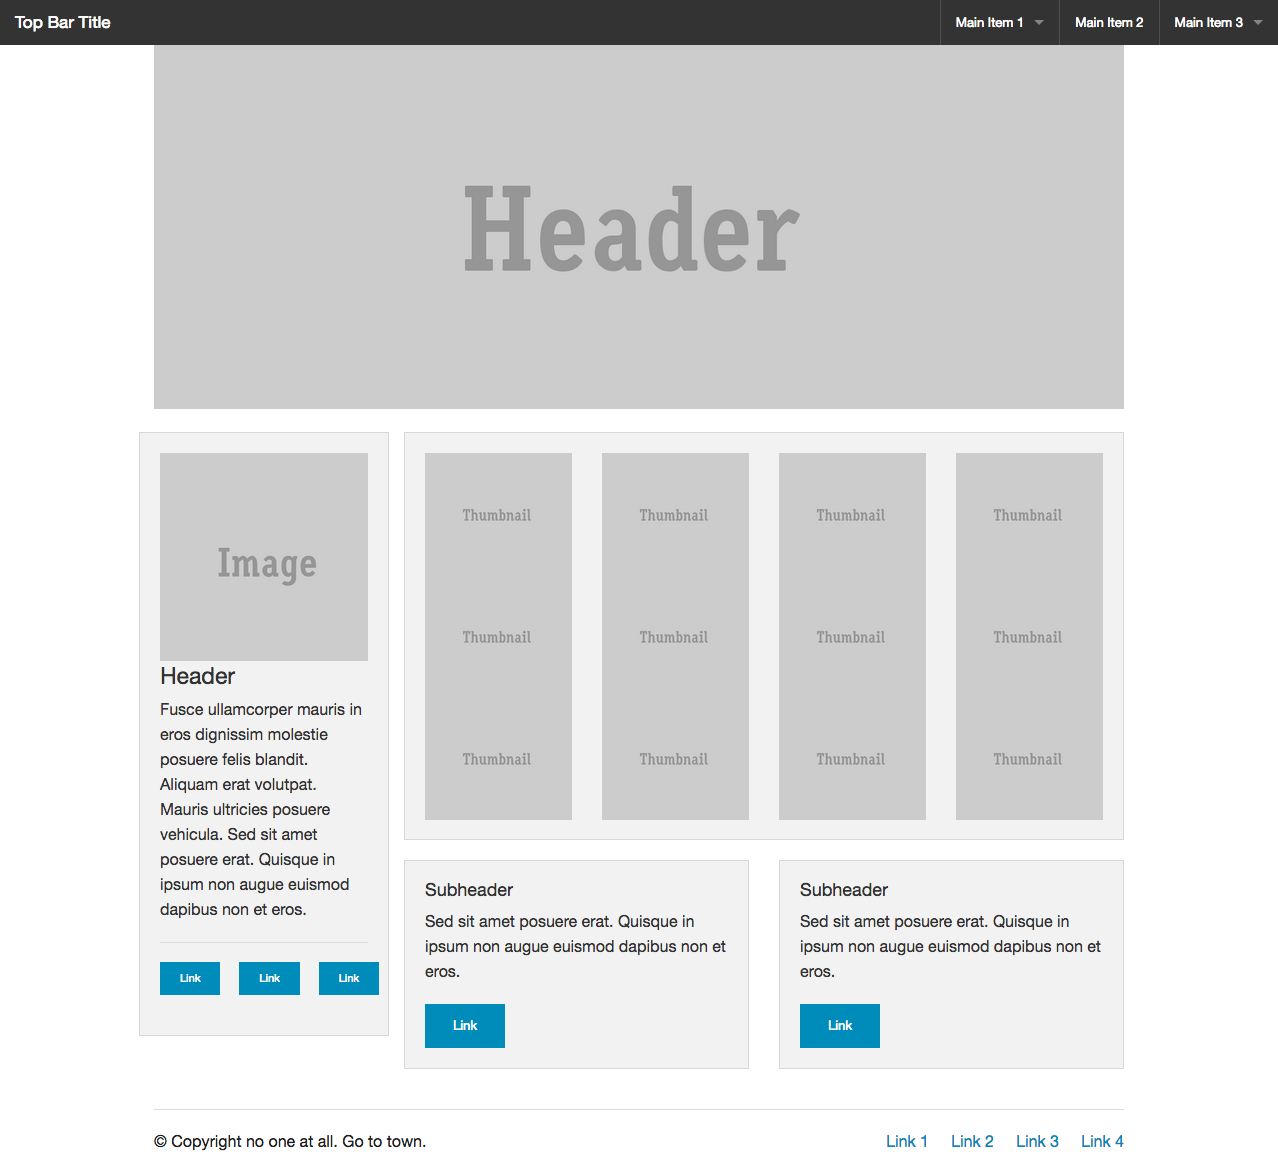 Top Bar Title
Main Item 1
Main Item 2
Main Item 3
Header
Image
Header
Fusce ullamcorper mauris in
eros dignissim molestie
posuere felis blandit.
Aliquam erat volutpat.
Mauris ultricies posuere
vehicula. Sed sit amet
posuere erat. Quisque in
ipsum non augue euismod
dapibus non et eros.
Link Link Link
Thumbnail Thumbnail Thumbnail Thumbnail
Thumbnail Thumbnail Thumbnail Thumbnail
Thumbnail Thumbnail Thumbnail Thumbnail
Subheader
Sed sit amet posuere erat. Quisque in
ipsum non augue euismod dapibus non et
eros.
Link
Subheader
Sed sit amet posuere erat. Quisque in
ipsum non augue euismod dapibus non et
eros.
Link
© Copyright no one at all. Go to town.
Link 1 Link 2 Link 3 Link 4